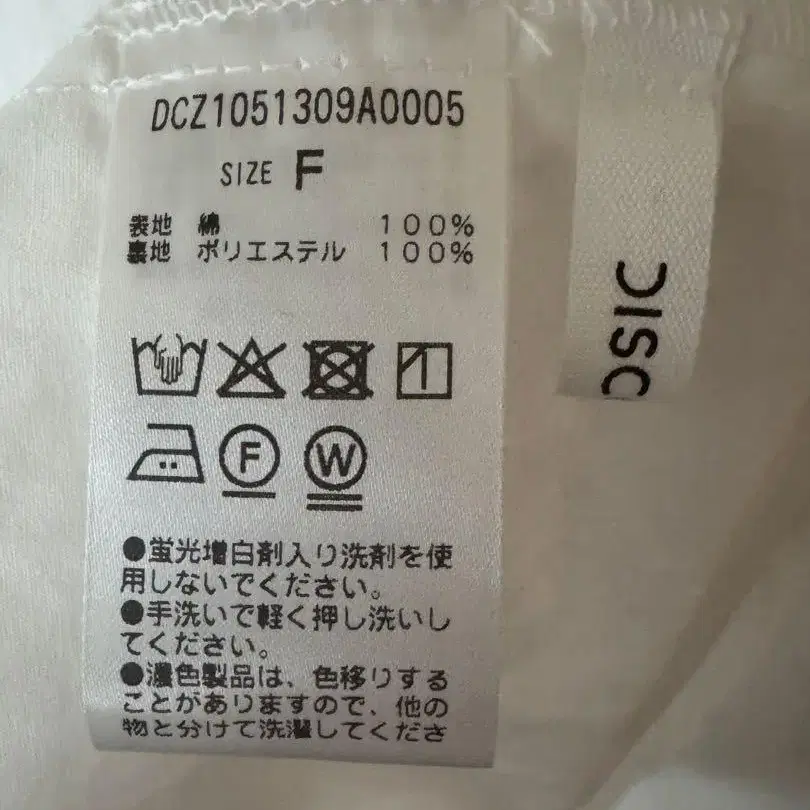 DCZ1051309A0005
SIZE F
表地 綿 100%
裏地 ポリエステル 100%
F W
●蛍光増白剤入り洗剤を使
用しないでください。
●手洗いで軽く押し洗いし
てください。
●濃色製品は、色移りする
ことがありますので、他の
物と分けて洗濯してくださ
OSIC